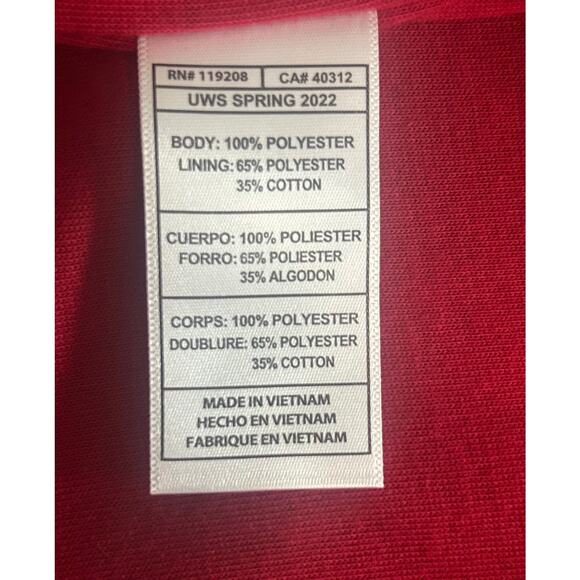 RN# 119208 CA# 40312
UWS SPRING 2022
BODY: 100% POLYESTER
LINING: 65% POLYESTER
35% COTTON
CUERPO: 100% POLIESTER
FORRO: 65% POLIESTER
35% ALGODON
CORPS: 100% POLYESTER
DOUBLURE: 65% POLYESTER
35% COTTON
MADE IN VIETNAM
HECHO EN VIETNAM
FABRIQUE EN VIETNAM